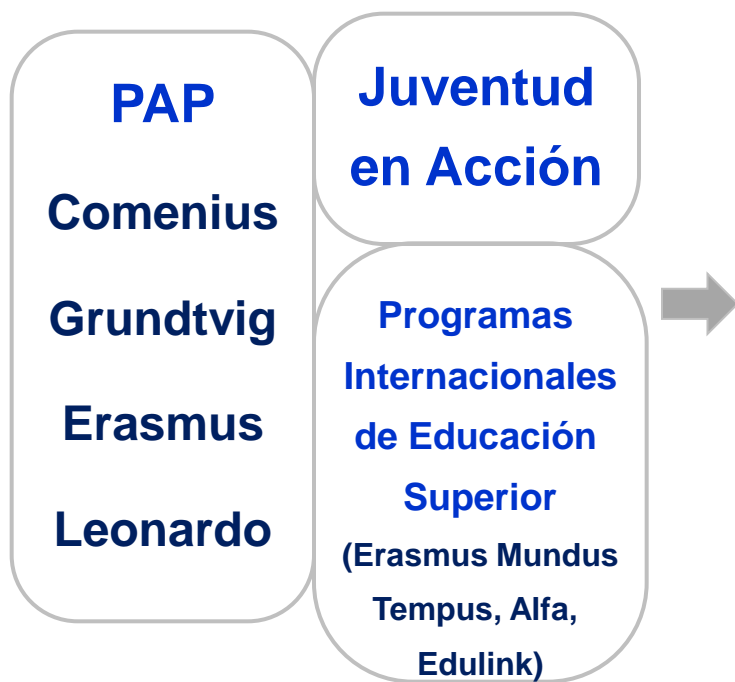 PAP
Comenius
Grundtvig
Erasmus
Leonardo
Juventud
en Acción
Programas
Internacionales
de Educación
Superior
(Erasmus Mundus
Tempus, Alfa,
Edulink)